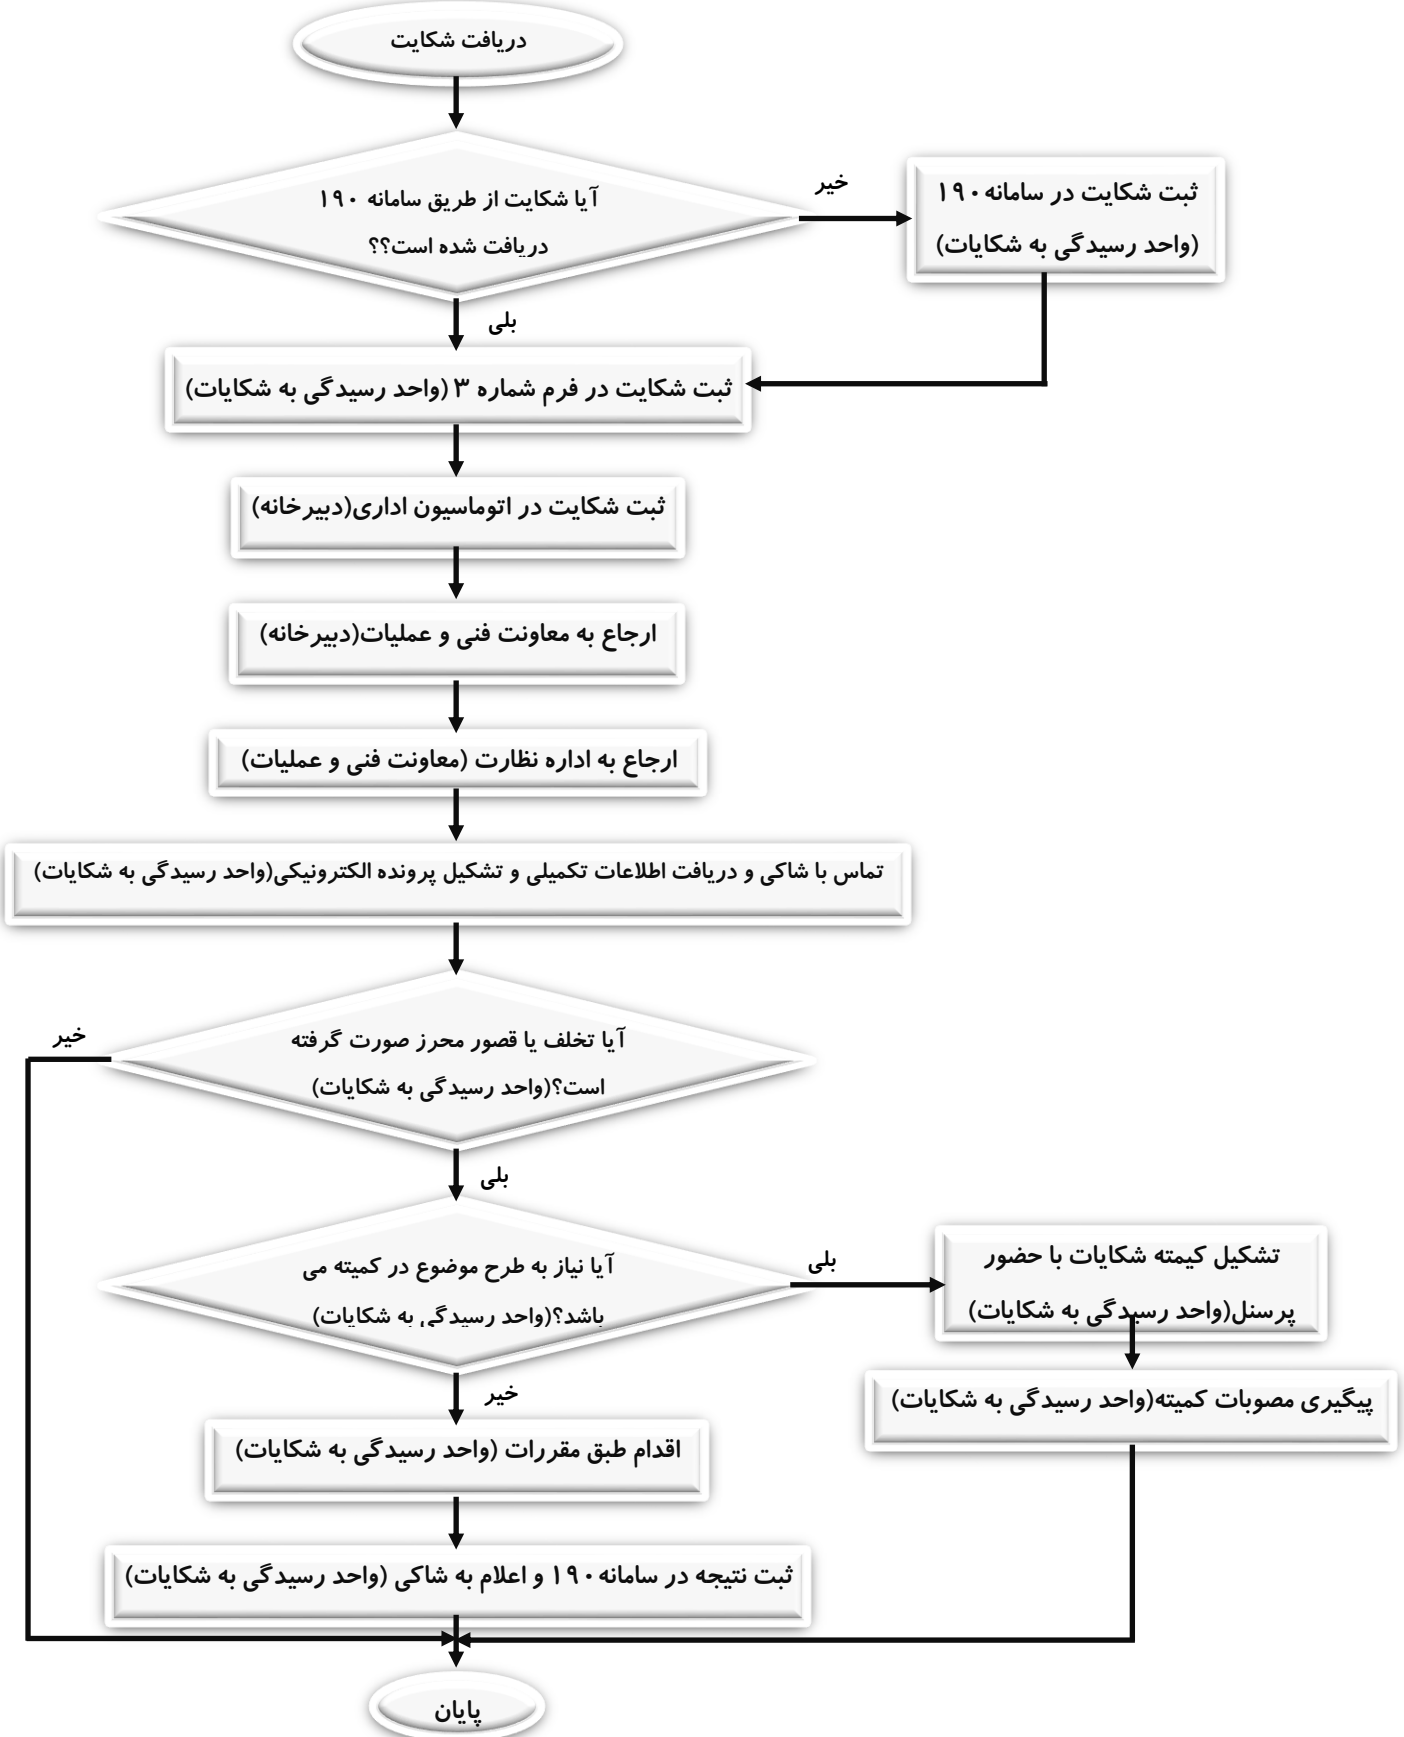 دریافت شکایت
آیا شکایت از طریق سامانه ۱۹۰
دریافت شده است؟؟
خیر
ثبت شکایت در سامانه۱۹۰
(واحد رسیدگی به شکایات)
بلی
ثبت شکایت در فرم شماره ۳ (واحد رسیدگی به شکایات)
ثبت شکایت در اتوماسیون اداری(دبیرخانه)
ارجاع به معاونت فنی و عملیات(دبیرخانه)
ارجاع به اداره نظارت (معاونت فنی و عملیات)
تماس با شاکی و دریافت اطلاعات تکمیلی و تشکیل پرونده الکترونیکی(واحد رسیدگی به شکایات)
آیا تخلف یا قصور محرز صورت گرفته
است؟(واحد رسیدگی به شکایات)
خیر
بلی
آیا نیاز به طرح موضوع در کمیته می
باشد؟(واحد رسیدگی به شکایات)
بلی
تشکیل کیمته شکایات با حضور
پرسنل(واحد رسیدگی به شکایات)
پیگیری مصوبات کمیته(واحد رسیدگی به شکایات)
خیر
اقدام طبق مقررات (واحد رسیدگی به شکایات)
ثبت نتیجه در سامانه۱۹۰ و اعلام به شاکی (واحد رسیدگی به شکایات)
پایان